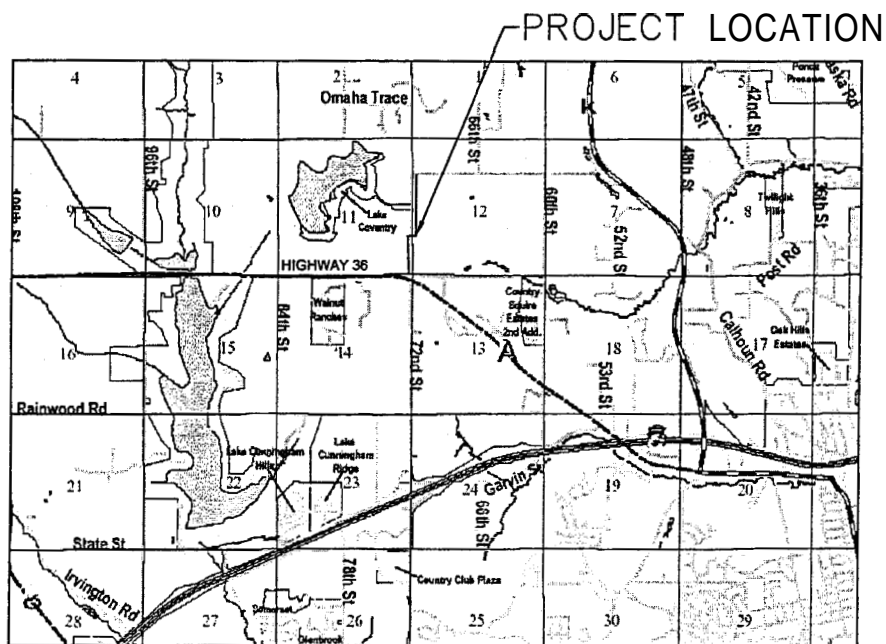 PROJECT LOCATION
4
3
2
1
6
5
Ponca
Preserve
Omaha Trace
66th St
47th St
42nd St
96th St
48th St
36th St
9
10
11
Lake
Coventry
12
60th St
7
52nd St
8
Twilight
Hills
Post Rd
HIGHWAY 36
84th St
Walnut
Ranches
Country
Squire
Estates
2nd Add.
16
15
14
72nd St
13
A
18
53rd St
Calhoun Rd
17
Oak Hills
Estates
Rainwood Rd
Lake Cunningham
Hills
Lake
Cunningham
Ridge
21
22
23
24
Garvin St
19
20
66th St
State St
Irvington Rd
78th St
Country Club Plaza
28
27
Somerset
26
25
30
29
Glenbrook